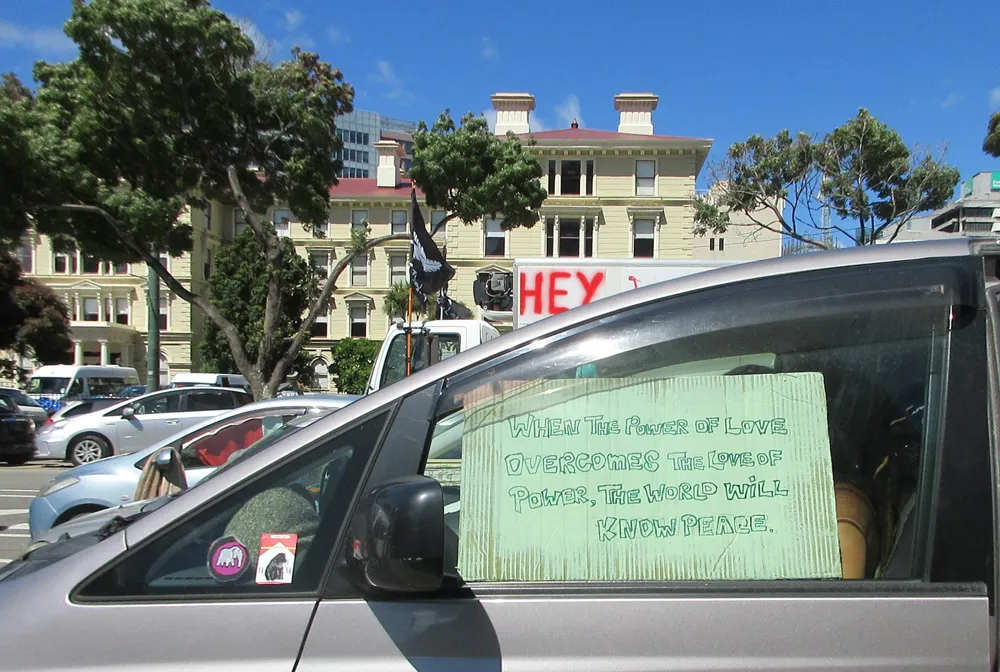 HEY
WHEN THE POWER OF LOVE
OVERCOMES THE LOVE OF
POWER, THE WORLD WILL
KNOW PEACE.